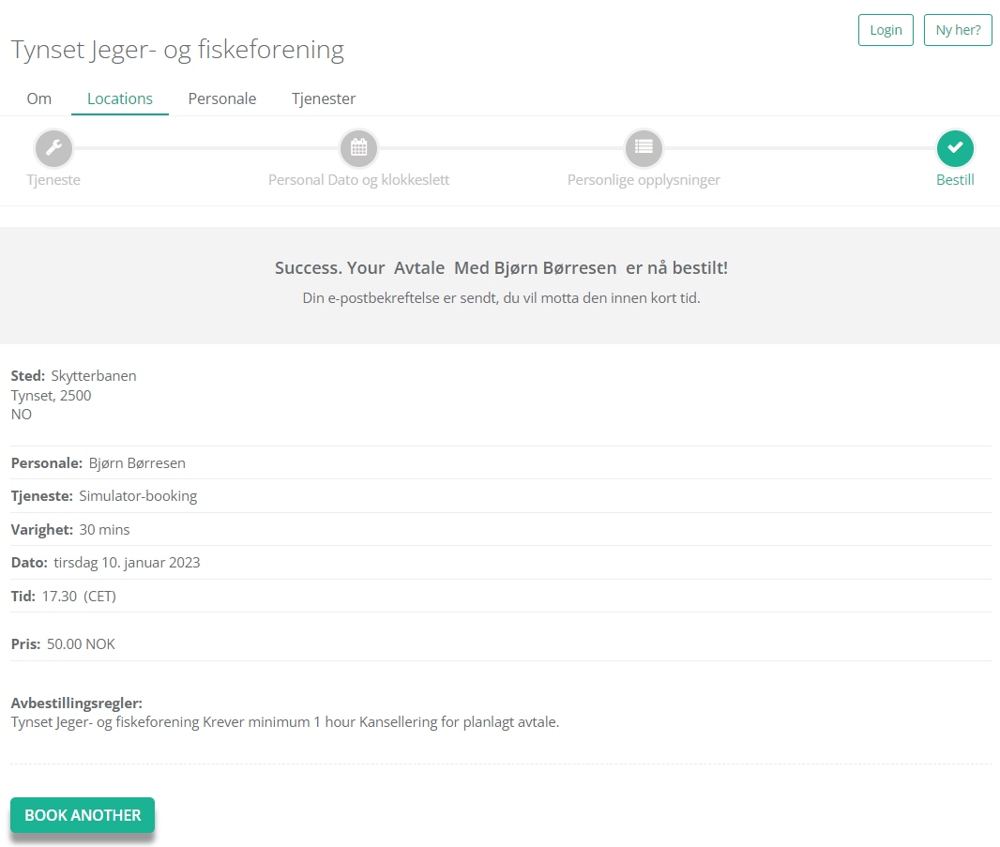 Login
Ny her?
Tynset Jeger- og fiskeforening
Om
Locations
Personale
Tjenester
Tjeneste
Personal Dato og klokkeslett
Personlige opplysninger
Bestill
Success. Your Avtale Med Bjørn Børresen er nå bestilt!
Din e-postbekreftelse er sendt, du vil motta den innen kort tid.
Sted: Skytterbanen
Tynset, 2500
NO
Personale: Bjørn Børresen
Tjeneste: Simulator-booking
Varighet: 30 mins
Dato: tirsdag 10. januar 2023
Tid: 17.30 (CET)
Pris: 50.00 NOK
Avbestillingsregler:
Tynset Jeger- og fiskeforening Krever minimum 1 hour Kansellering for planlagt avtale.
BOOK ANOTHER